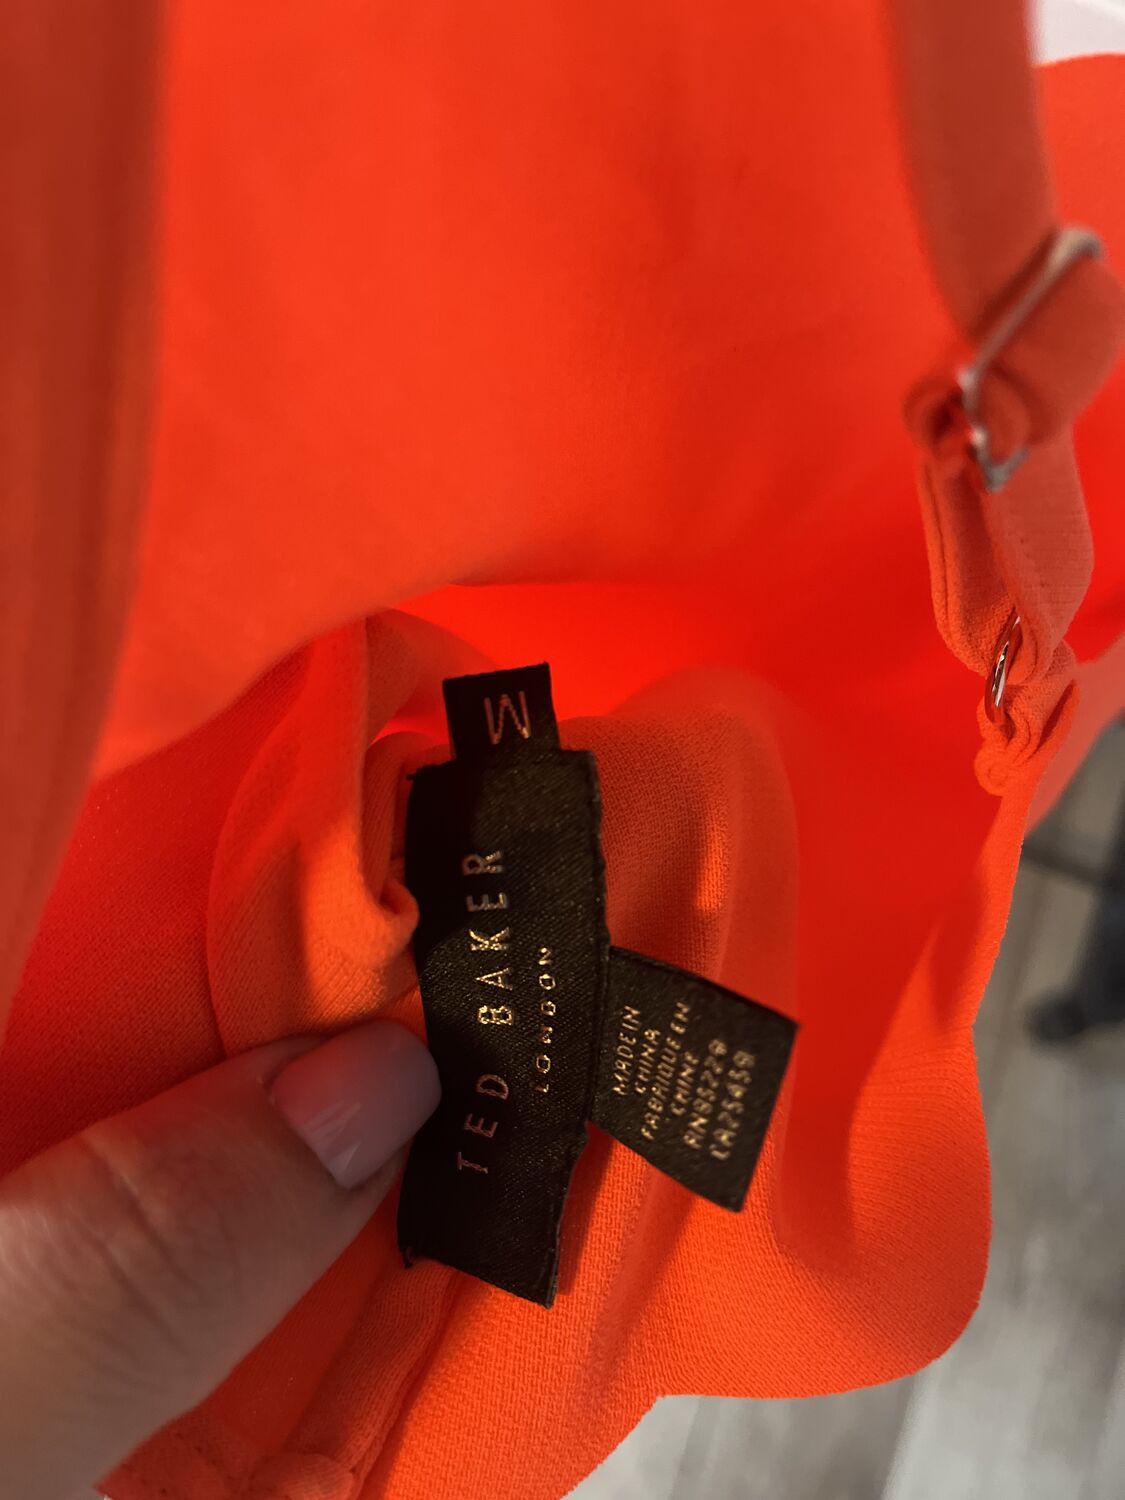 M
TED BAKER
LONDON
MADE IN
CHINA
FABRIQUE EN
CHINE